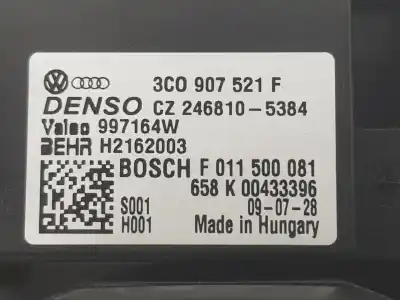 3C0 907 521 F
DENSO CZ 246810-5384
Valeo 997164W
BEHR H2162003
BOSCH F 011 500 081
658 K 00433396
S001 09-07-28
H001 Made in Hungary